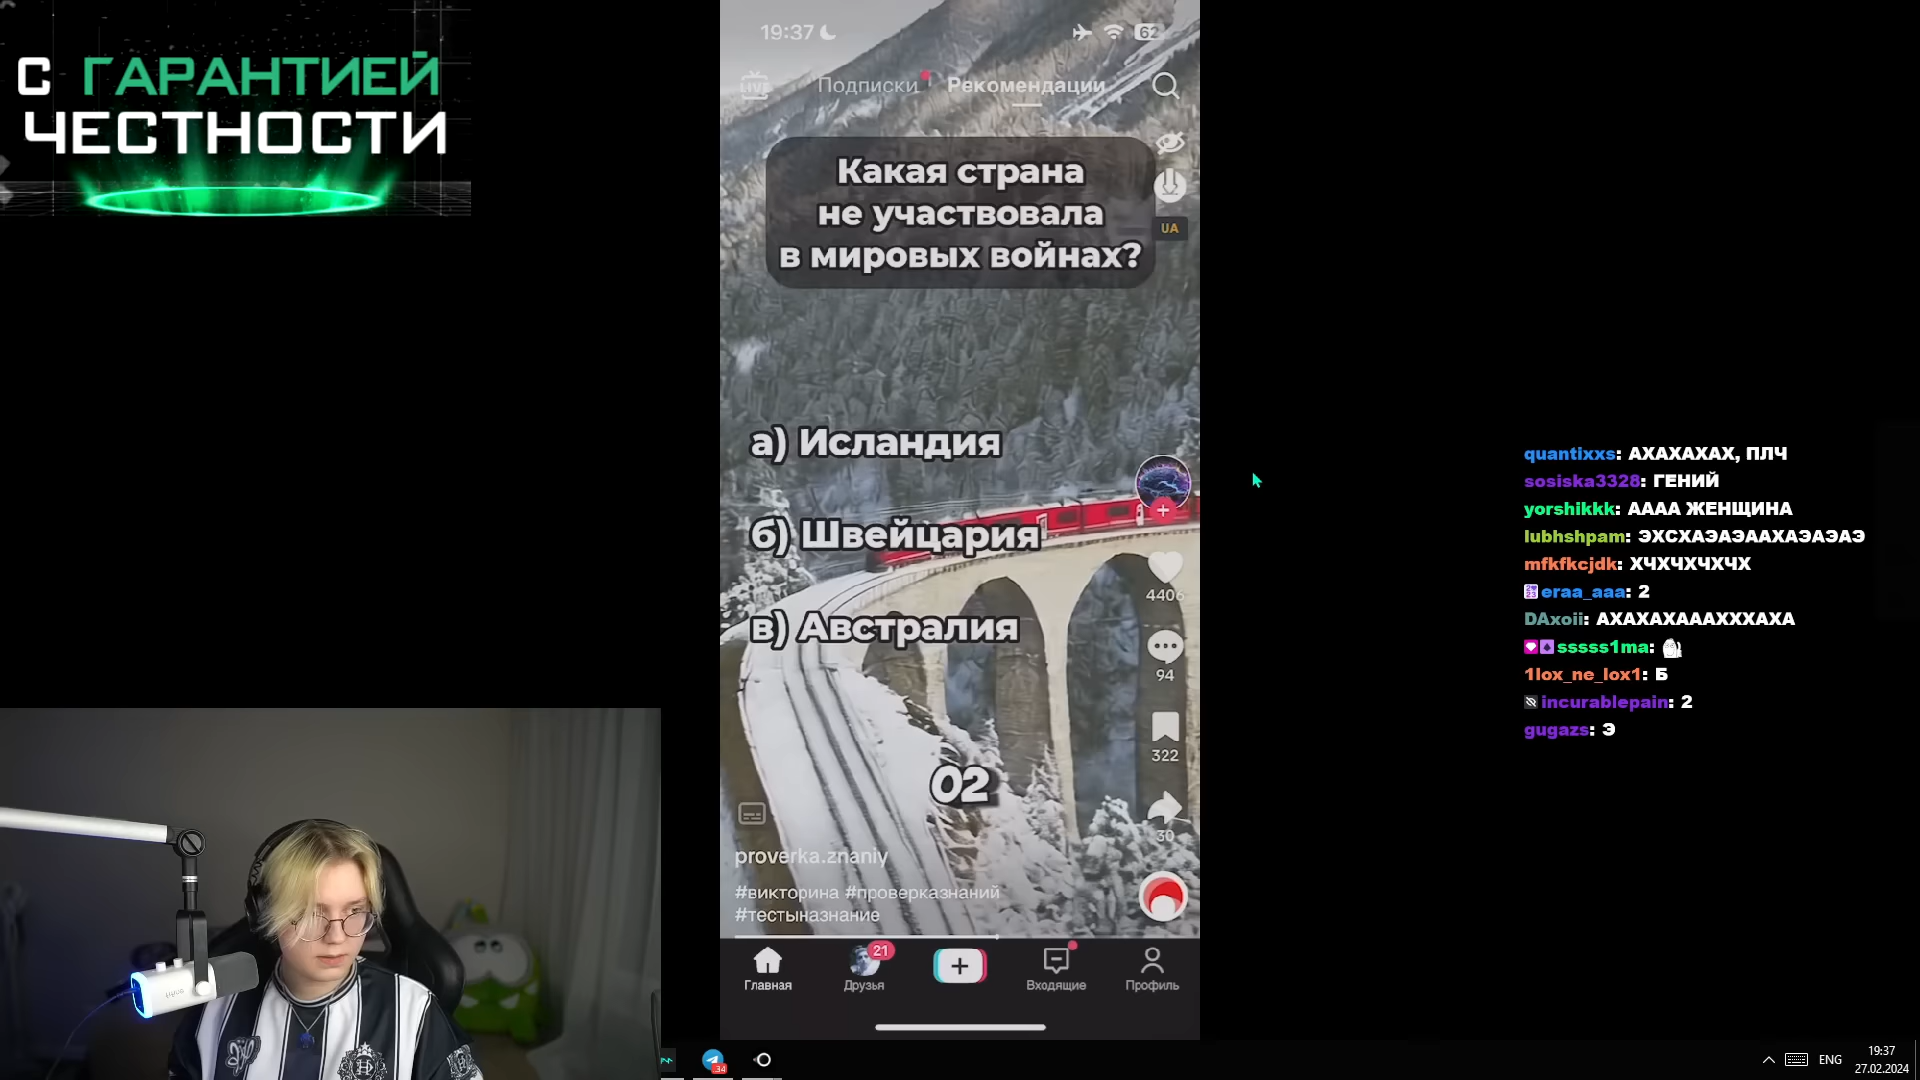 С ГАРАНТИЕЙ
ЧЕСТНОСТИ
19:37
62
LIVE
Подписки
Рекомендации
Какая страна
не участвовала
в мировых войнах?
UA
а) Исландия
б) Швейцария
в) Австралия
4406
94
322
02
30
proverka.znaniy
#викторина #проверказнаний
#тестыназнание
21
Главная
Друзья
Входящие
Профиль
quantixxs: АХАХАХАХ, ПЛЧ
sosiska3328: ГЕНИЙ
yorshikkk: АААА ЖЕНЩИНА
lubhshpam: ЭХСХАЭАЭААХАЭАЭАЭ
mfkfkcjdk: ХЧХЧХЧХЧХ
eraa_aaa: 2
DAxoii: АХАХАХАААХХХАХА
sssss1ma:
1lox_ne_lox1: Б
incurablepain: 2
gugazs: Э
34
ENG
19:37
27.02.2024